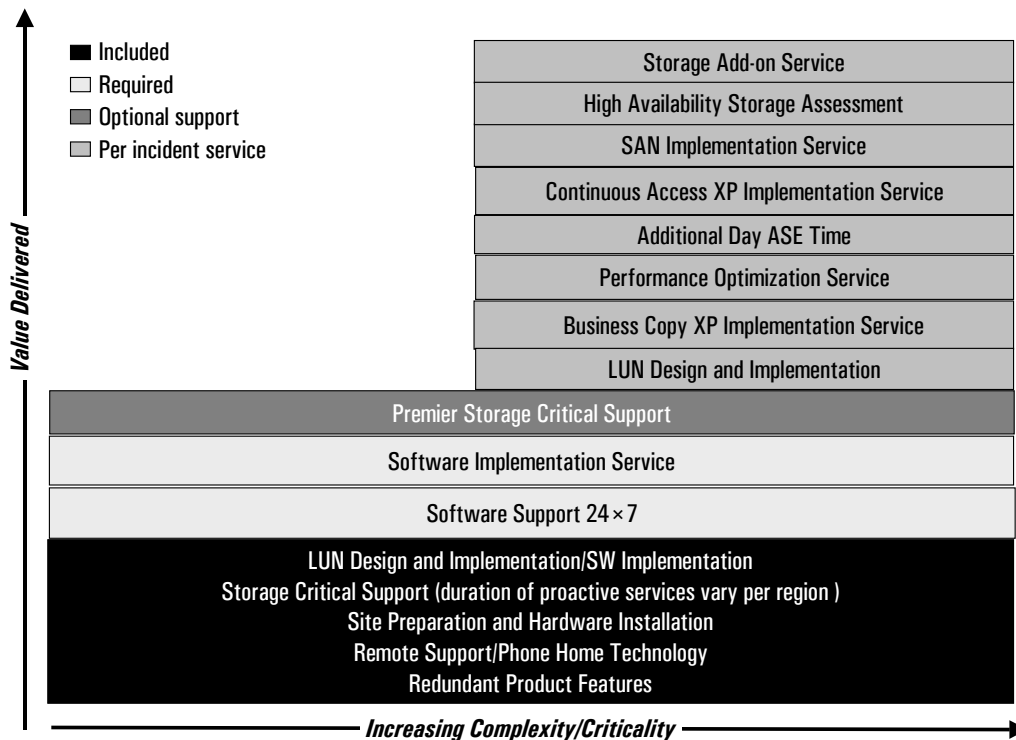 Included
Required
Optional support
Per incident service
Storage Add-on Service
High Availability Storage Assessment
SAN Implementation Service
Continuous Access XP Implementation Service
Additional Day ASE Time
Performance Optimization Service
Business Copy XP Implementation Service
LUN Design and Implementation
Premier Storage Critical Support
Software Implementation Service
Software Support 24×7
LUN Design and Implementation/SW Implementation
Storage Critical Support (duration of proactive services vary per region )
Site Preparation and Hardware Installation
Remote Support/Phone Home Technology
Redundant Product Features
Value Delivered
Increasing Complexity/Criticality